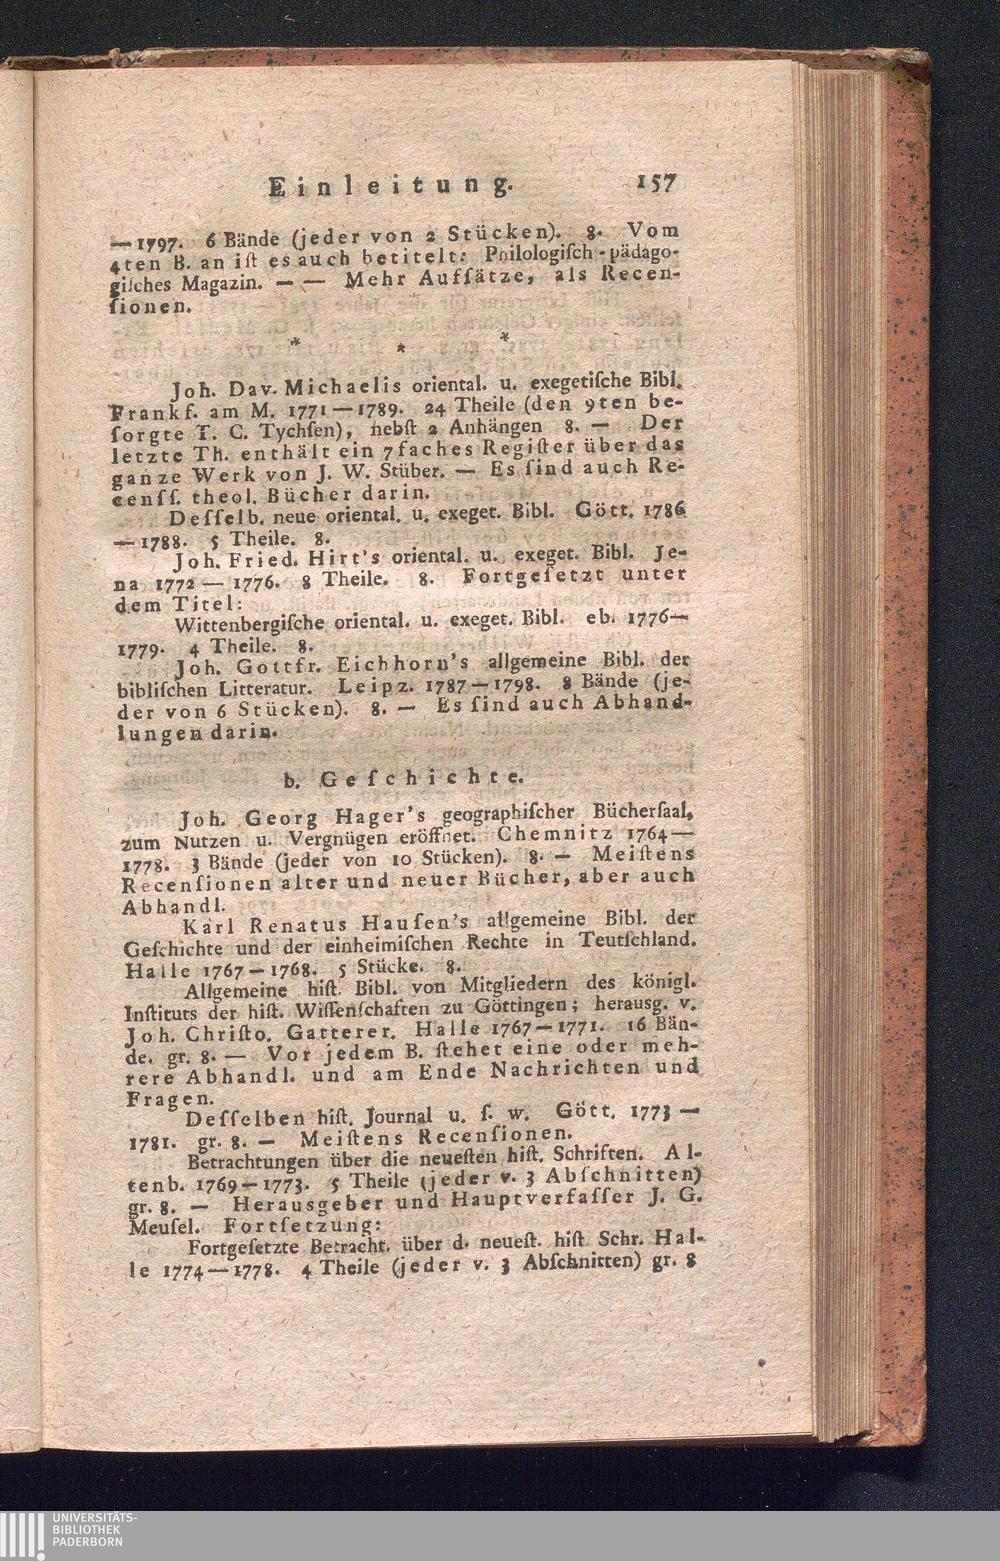 Einleitung. 157
—1797. 6 Bände (jeder von 2 Stücken). 8. Vom
4ten B. an iſt es auch betitelt: Philologiſch-pädago-
giſches Magazin. — — Mehr Aufſätze, als Recen-
ſionen.
* * *
Joh. Dav. Michaelis oriental. u. exegetiſche Bibl.
Frankf. am M. 1771—1789. 24 Theile (den 9ten be-
ſorgte T. C. Tychſen), nebſt 2 Anhängen 8. — Der
letzte Th. enthält ein 7faches Regiſter über das
ganze Werk von J. W. Stüber. — Es ſind auch Re-
cenſſ. theol. Bücher darin.
Deſſelb. neue oriental. u. exeget. Bibl. Gött. 1786
—1788. 5 Theile. 8.
Joh. Fried. Hirt's oriental. u. exeget. Bibl. Je-
na 1772— 1776. 8 Theile. 8. Fortgeſetzt unter
dem Titel:
Wittenbergiſche oriental. u. exeget. Bibl. eb. 1776—
1779. 4 Theile. 8.
Joh. Gottfr. Eichhorn's allgemeine Bibl. der
bibliſchen Litteratur. Leipz. 1787—1798. 8 Bände (je-
der von 6 Stücken). 8. — Es ſind auch Abhand-
lungen darin.
b. Geſchichte.
Joh. Georg Hager's geographiſcher Bücherſaal,
zum Nutzen u. Vergnügen eröffnet. Chemnitz 1764—
1778. 3 Bände (jeder von 10 Stücken). 8. — Meiſtens
Recenſionen alter und neuer Bücher, aber auch
Abhandl.
Karl Renatus Hauſen's allgemeine Bibl. der
Geſchichte und der einheimiſchen Rechte in Teutſchland.
Halle 1767—1768. 5 Stücke. 8.
Allgemeine hiſt. Bibl. von Mitgliedern des königl.
Inſtituts der hiſt. Wiſſenſchaften zu Göttingen; herausg. v.
Joh. Chriſto. Gatterer. Halle 1767—1771. 16 Bän-
de. gr. 8. — Vor jedem B. ſtehet eine oder meh-
rere Abhandl. und am Ende Nachrichten und
Fragen.
Deſſelben hiſt. Journal u. ſ. w. Gött. 1773 —
1781. gr. 8. — Meiſtens Recenſionen.
Betrachtungen über die neueſten hiſt. Schriften. Al-
tenb. 1769—1773. 5 Theile (jeder v. 3 Abſchnitten)
gr. 8. — Herausgeber und Hauptverfaſſer J. G.
Meuſel. Fortſetzung:
Fortgeſetzte Betracht. über d. neueſt. hiſt Schr. Hal-
le 1774—1778. 4 Theile (jeder v. 3 Abſchnitten) gr. 8
UNIVERSITÄTS-
BIBLIOTHEK
PADERBORN